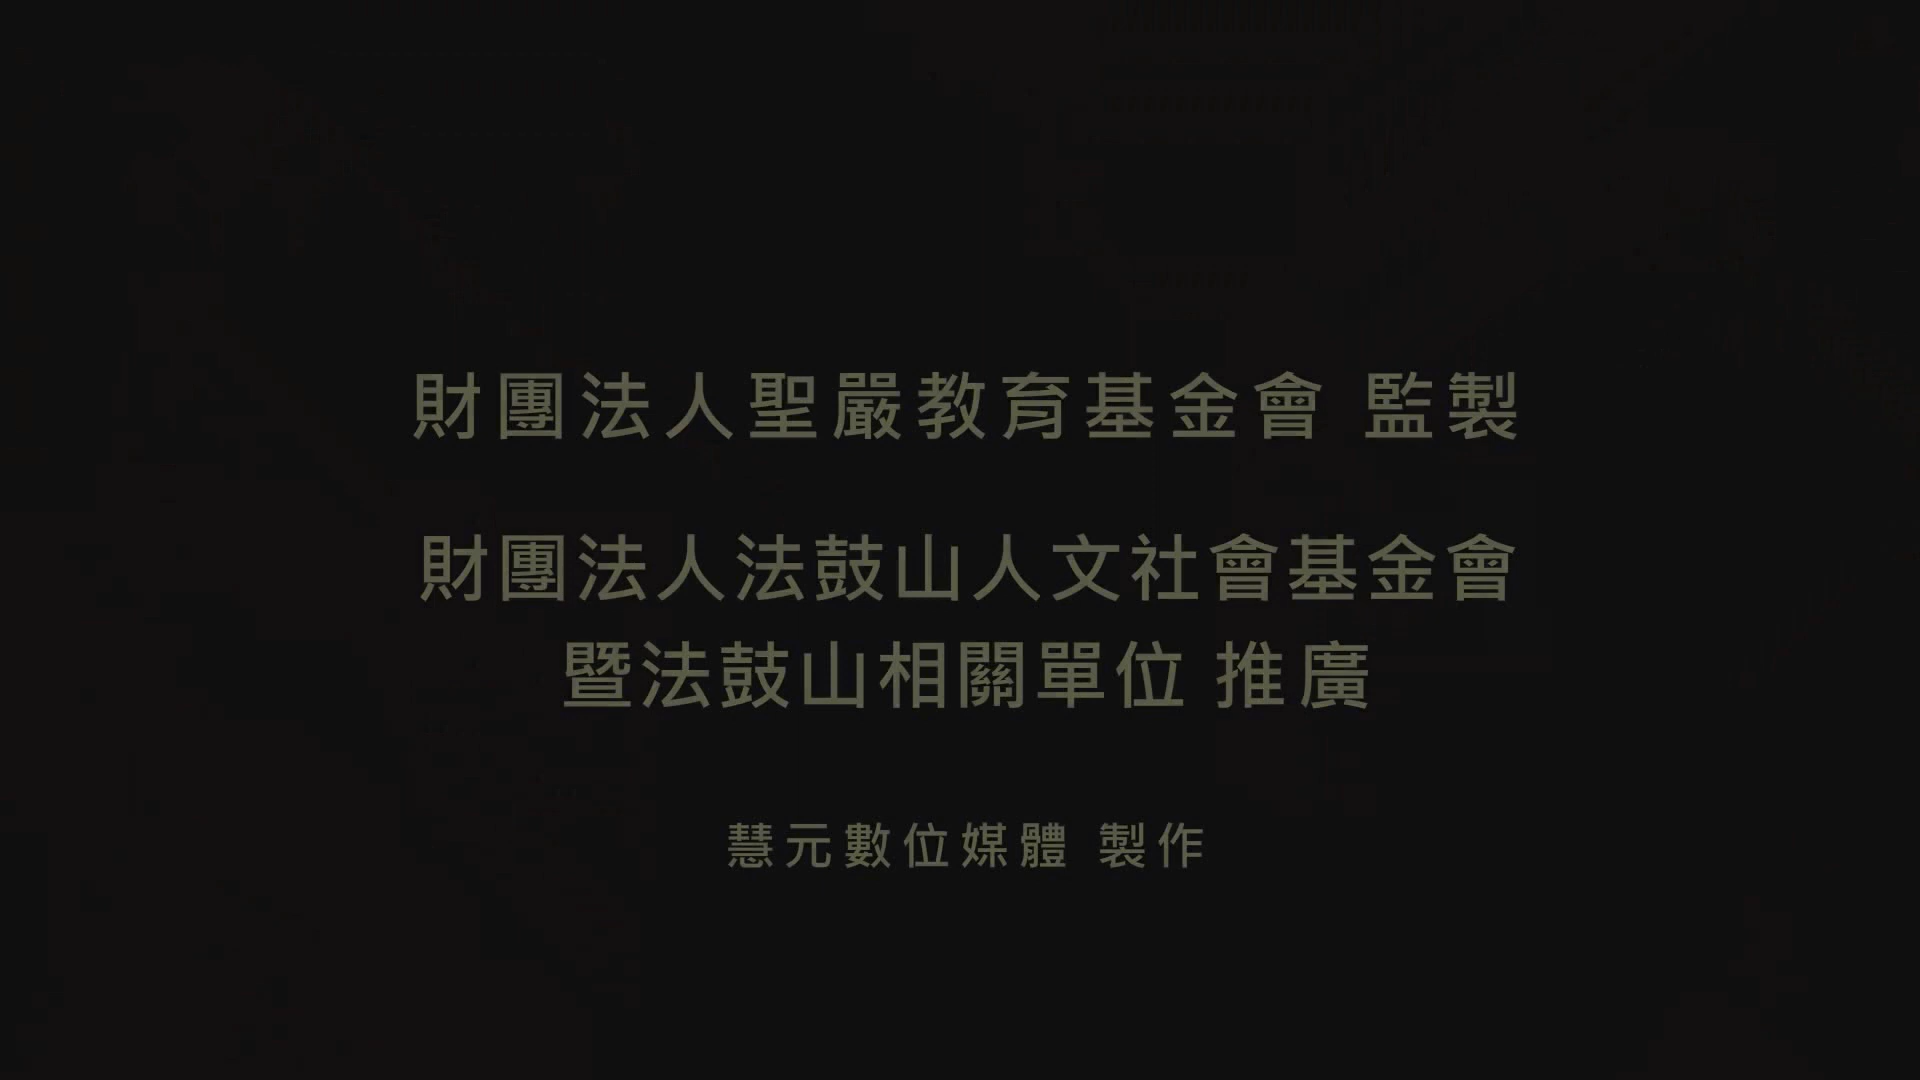 財團法人聖嚴教育基金會 監製
財團法人法鼓山人文社會基金會
暨法鼓山相關單位 推廣
慧元數位媒體 製作